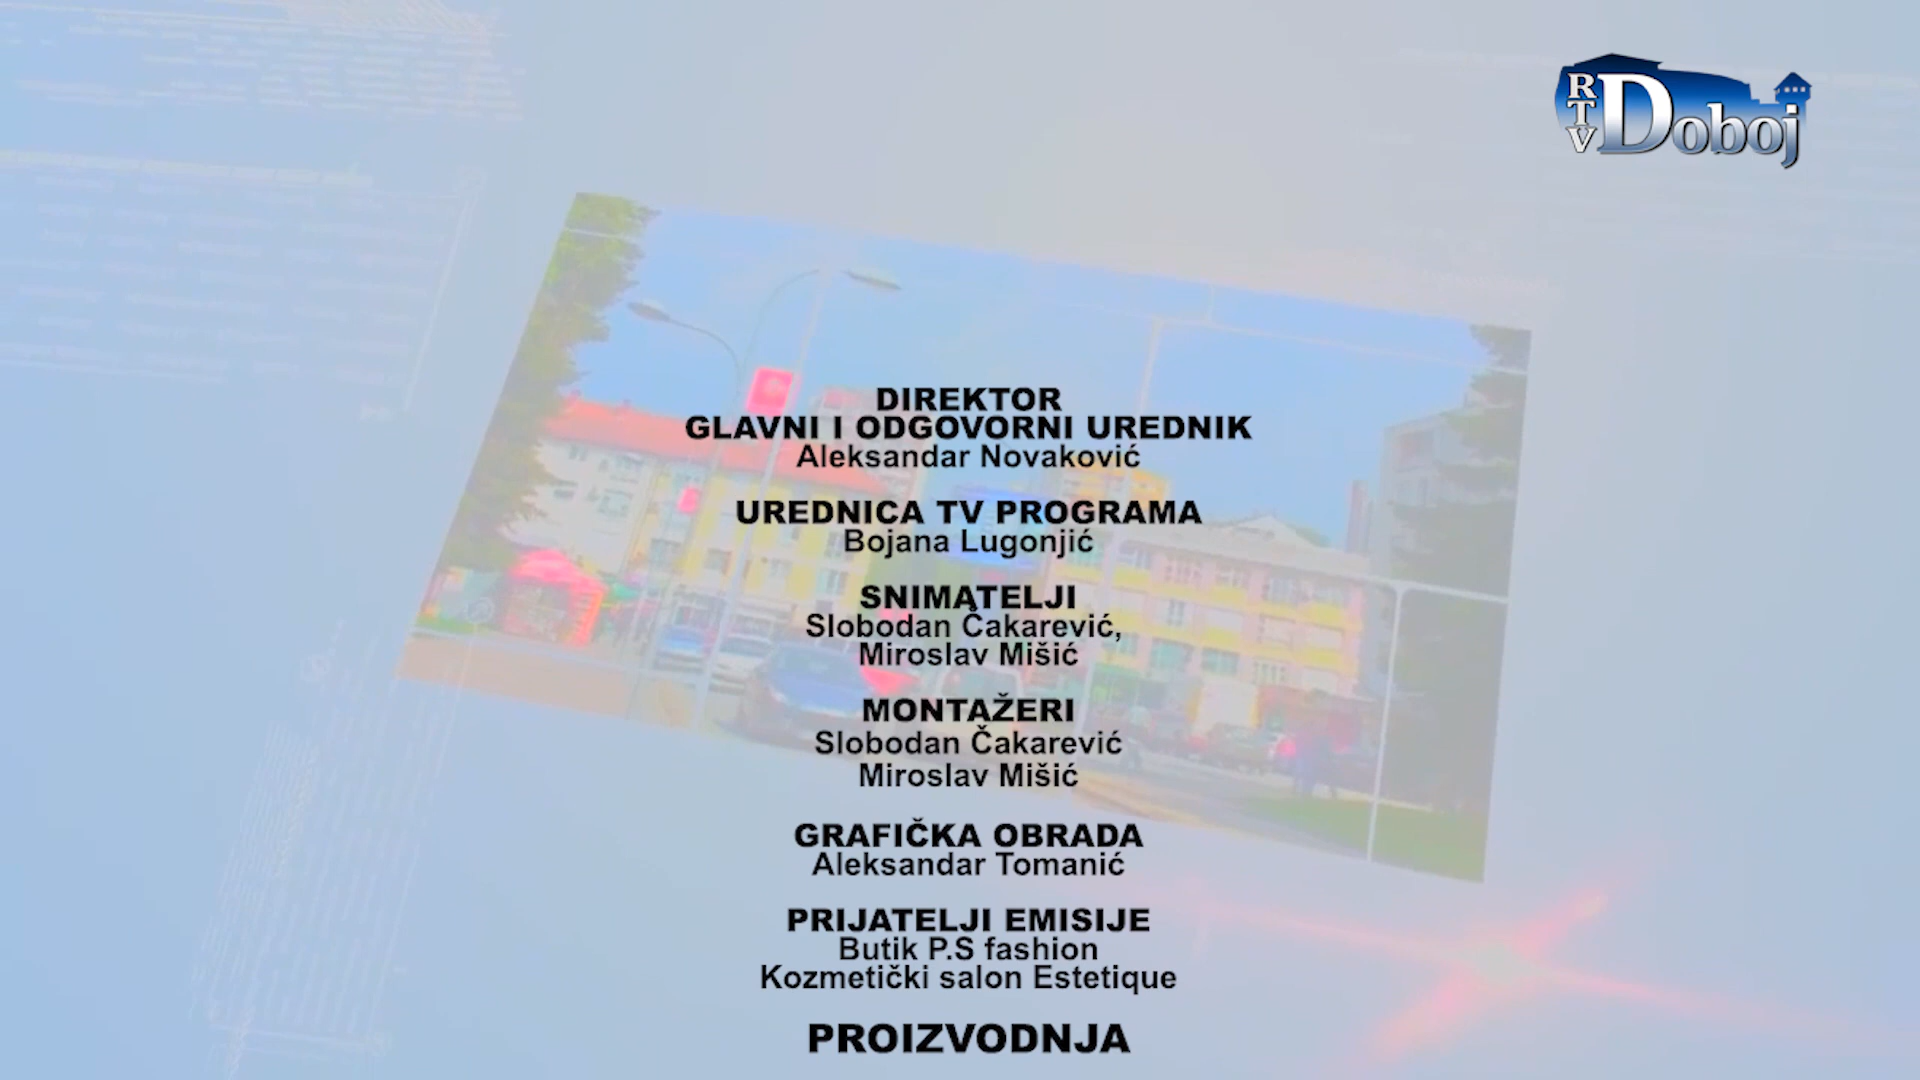 RTV Doboj
DIREKTOR
GLAVNI I ODGOVORNI UREDNIK
Aleksandar Novaković
UREDNICA TV PROGRAMA
Bojana Lugonjić
SNIMATELJI
Slobodan Čakarević,
Miroslav Mišić
MONTAŽERI
Slobodan Čakarević
Miroslav Mišić
GRAFIČKA OBRADA
Aleksandar Tomanić
PRIJATELJI EMISIJE
Butik P.S fashion
Kozmetički salon Estetique
PROIZVODNJA